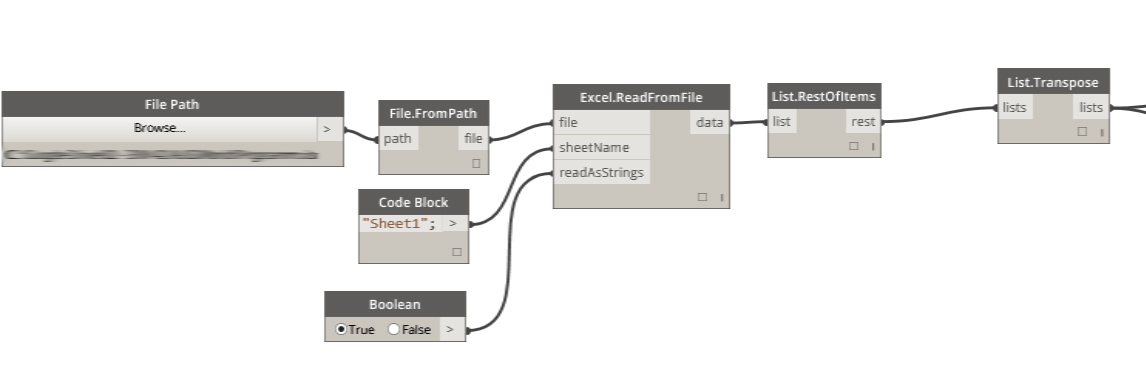 File Path
Browse...
>
File.FromPath
path
file
Code Block
"Sheet1";
>
Boolean
True
False
>
Excel.ReadFromFile
file
data
sheetName
readAsStrings
List.RestOfItems
list
rest
List.Transpose
lists
lists